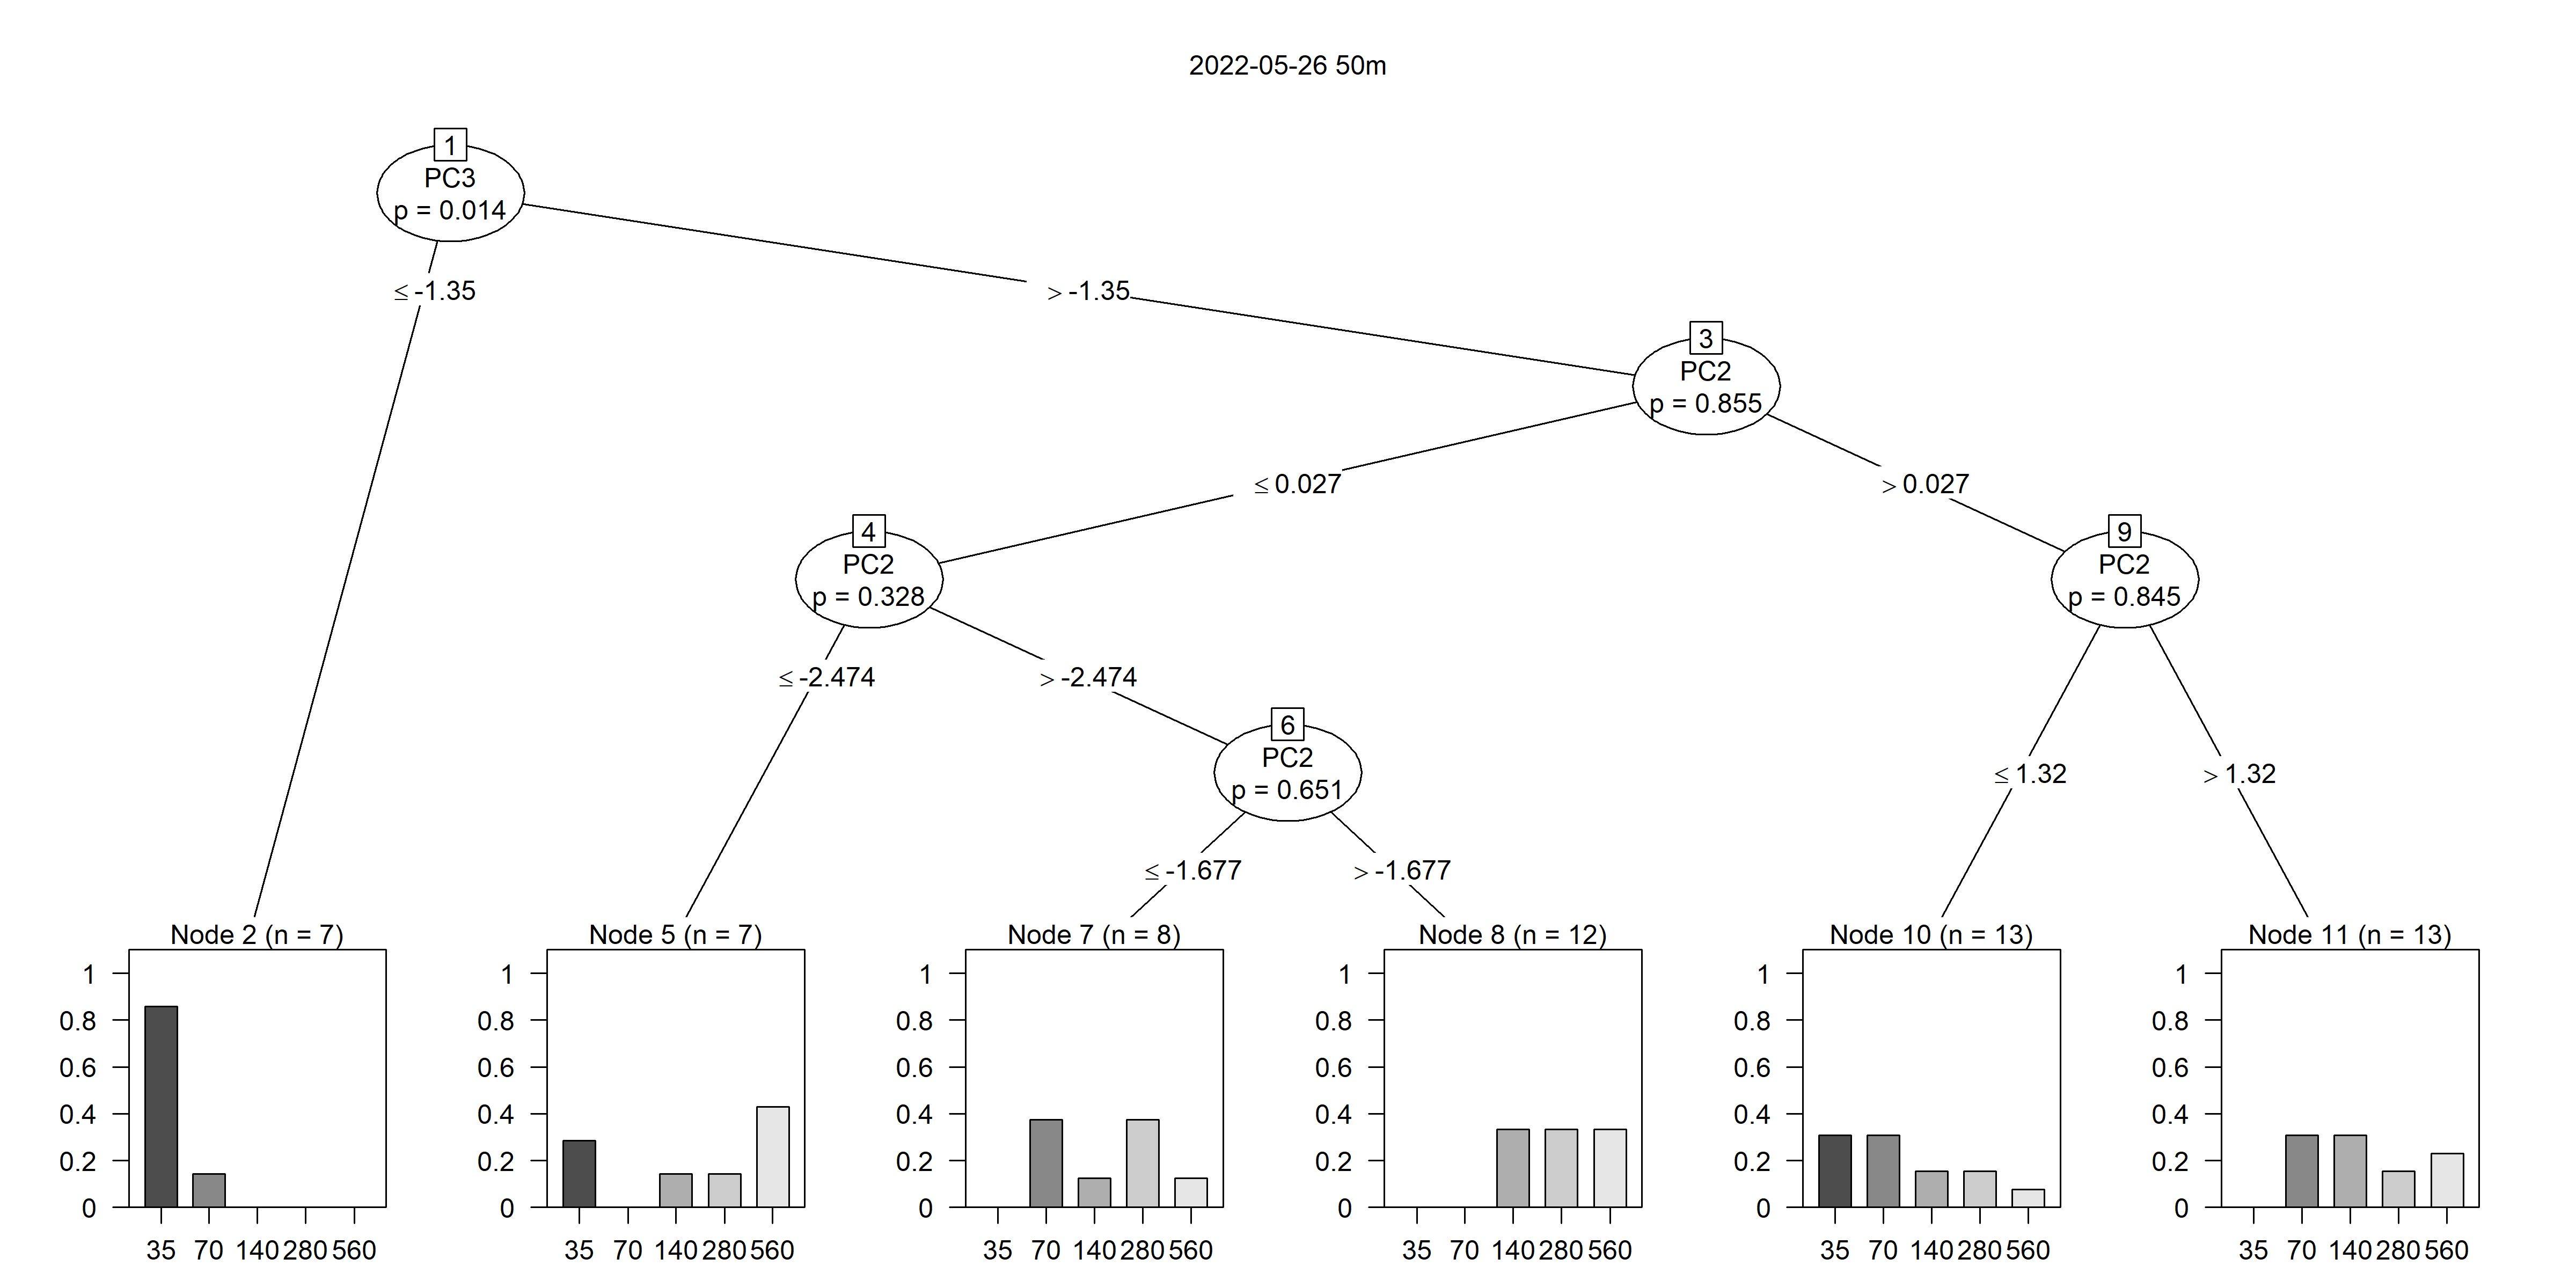 2022-05-26 50m
1
PC3
p = 0.014
≤ -1.35
> -1.35
3
PC2
p = 0.855
≤ 0.027
> 0.027
4
PC2
p = 0.328
9
PC2
p = 0.845
≤ -2.474
> -2.474
6
PC2
p = 0.651
≤ 1.32
> 1.32
≤ -1.677
> -1.677
Node 2 (n = 7)
1
0.8
0.6
0.4
0.2
0
35 70 140 280 560
Node 5 (n = 7)
1
0.8
0.6
0.4
0.2
0
35 70 140 280 560
Node 7 (n = 8)
1
0.8
0.6
0.4
0.2
0
35 70 140 280 560
Node 8 (n = 12)
1
0.8
0.6
0.4
0.2
0
35 70 140 280 560
Node 10 (n = 13)
1
0.8
0.6
0.4
0.2
0
35 70 140 280 560
Node 11 (n = 13)
1
0.8
0.6
0.4
0.2
0
35 70 140 280 560